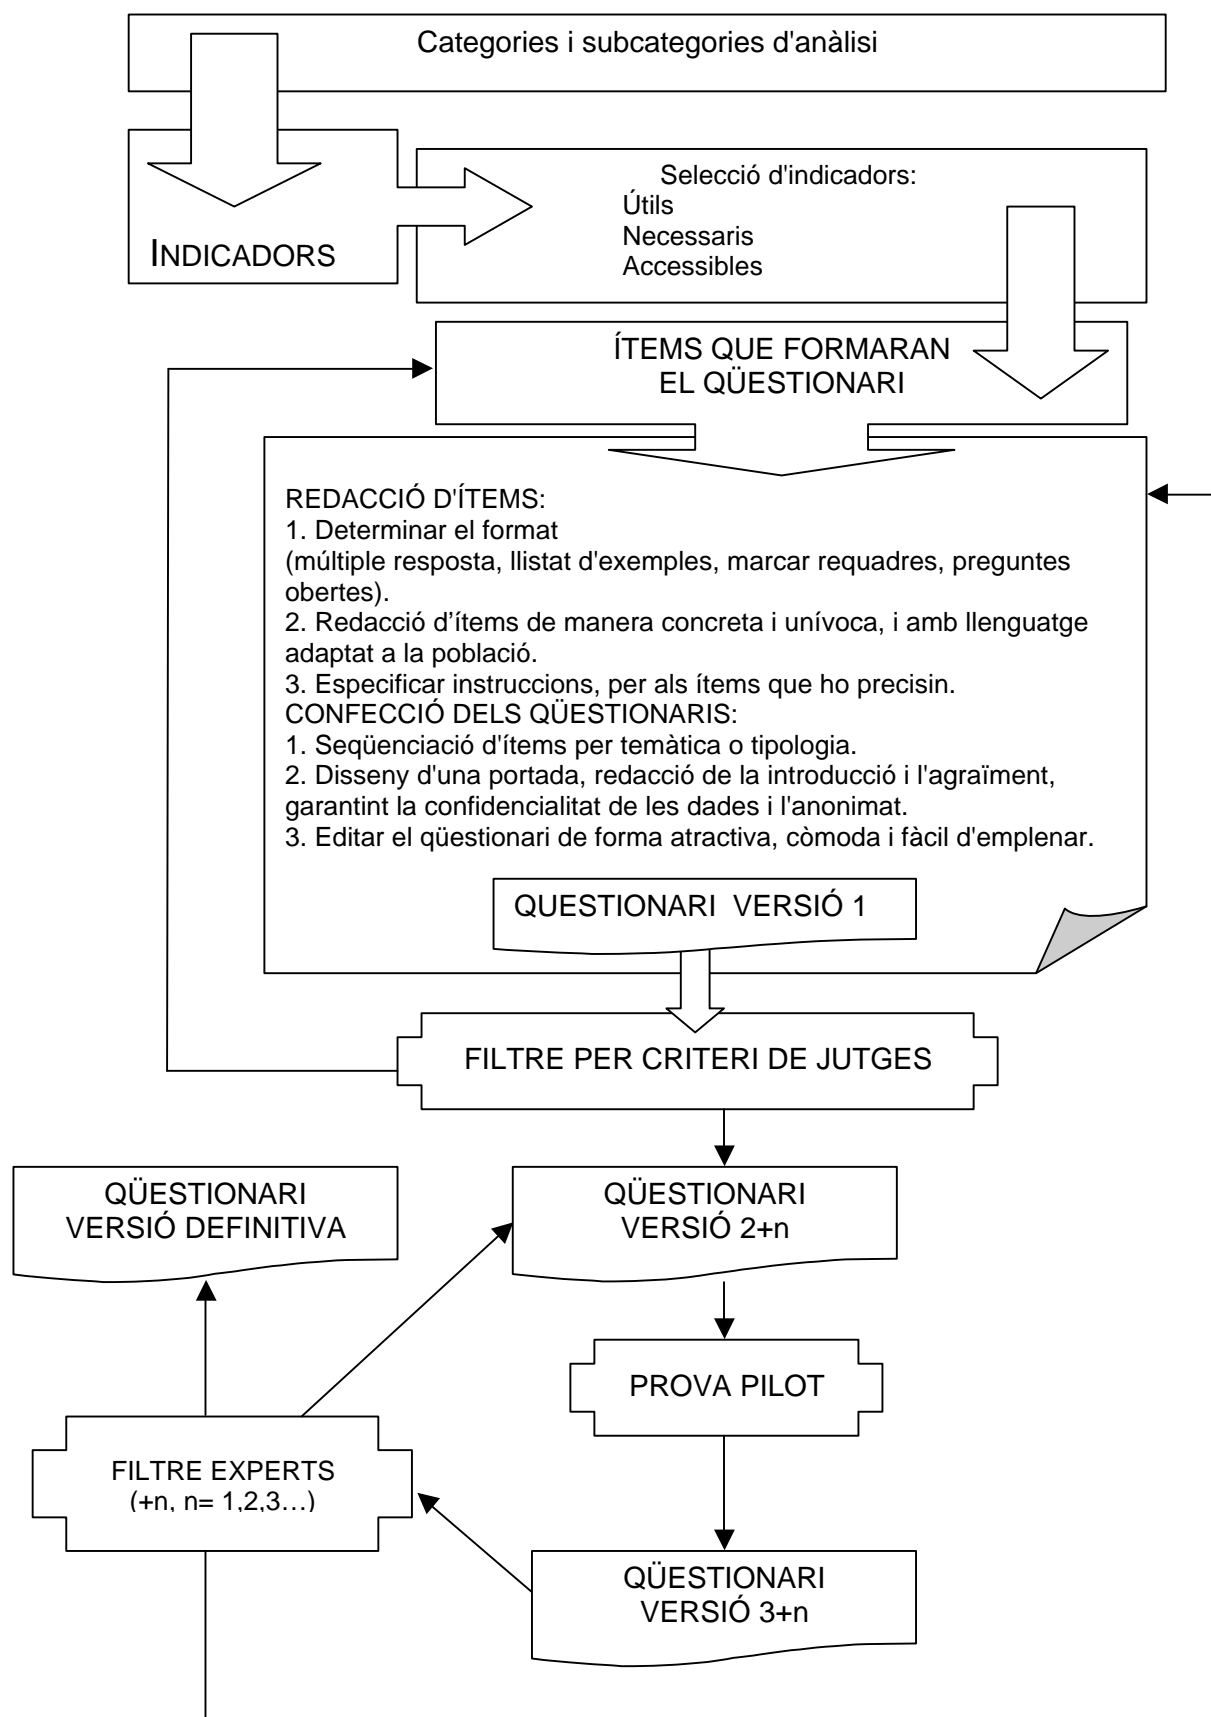 Categories i subcategories d'anàlisi
INDICADORS
Selecció d'indicadors:
Útils
Necessaris
Accessibles
ÍTEMS QUE FORMARAN
EL QÜESTIONARI
REDACCIÓ D'ÍTEMS:
1. Determinar el format
(múltiple resposta, llistat d'exemples, marcar requadres, preguntes
obertes).
2. Redacció d’ítems de manera concreta i unívoca, i amb llenguatge
adaptat a la població.
3. Especificar instruccions, per als ítems que ho precisin.
CONFECCIÓ DELS QÜESTIONARIS:
1. Seqüenciació d'ítems per temàtica o tipologia.
2. Disseny d'una portada, redacció de la introducció i l'agraïment,
garantint la confidencialitat de les dades i l'anonimat.
3. Editar el qüestionari de forma atractiva, còmoda i fàcil d'emplenar.
QUESTIONARI VERSIÓ 1
FILTRE PER CRITERI DE JUTGES
QÜESTIONARI
VERSIÓ DEFINITIVA
QÜESTIONARI
VERSIÓ 2+n
PROVA PILOT
FILTRE EXPERTS
(+n, n= 1,2,3…)
QÜESTIONARI
VERSIÓ 3+n